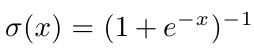 σ(x) = (1 + e⁻ˣ)⁻¹